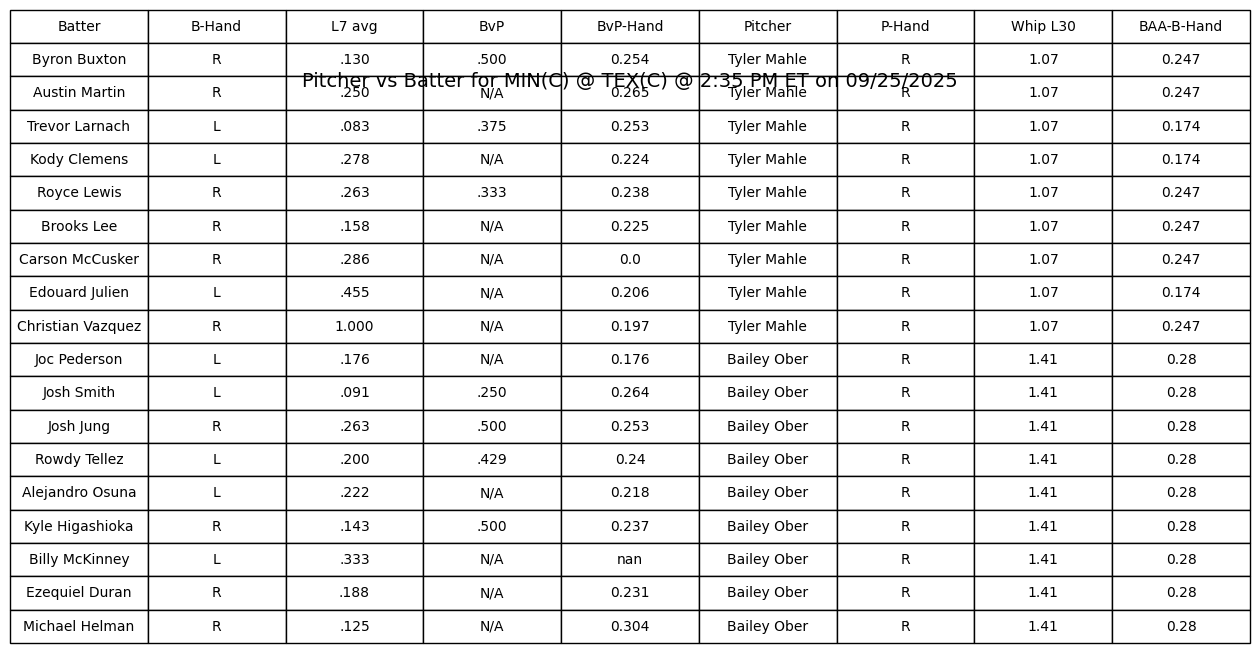 Batter B-Hand L7 avg BvP BvP-Hand Pitcher P-Hand Whip L30 BAA-B-Hand
Byron Buxton R .130 .500 0.254 Tyler Mahle R 1.07 0.247
Pitcher vs Batter for MIN(C) @ TEX(C) @ 2:35 PM ET on 09/25/2025
Austin Martin R .250 N/A 0.265 Tyler Mahle R 1.07 0.247
Trevor Larnach L .083 .375 0.253 Tyler Mahle R 1.07 0.174
Kody Clemens L .278 N/A 0.224 Tyler Mahle R 1.07 0.174
Royce Lewis R .263 .333 0.238 Tyler Mahle R 1.07 0.247
Brooks Lee R .158 N/A 0.225 Tyler Mahle R 1.07 0.247
Carson McCusker R .286 N/A 0.0 Tyler Mahle R 1.07 0.247
Edouard Julien L .455 N/A 0.206 Tyler Mahle R 1.07 0.174
Christian Vazquez R 1.000 N/A 0.197 Tyler Mahle R 1.07 0.247
Joc Pederson L .176 N/A 0.176 Bailey Ober R 1.41 0.28
Josh Smith L .091 .250 0.264 Bailey Ober R 1.41 0.28
Josh Jung R .263 .500 0.253 Bailey Ober R 1.41 0.28
Rowdy Tellez L .200 .429 0.24 Bailey Ober R 1.41 0.28
Alejandro Osuna L .222 N/A 0.218 Bailey Ober R 1.41 0.28
Kyle Higashioka R .143 .500 0.237 Bailey Ober R 1.41 0.28
Billy McKinney L .333 N/A nan Bailey Ober R 1.41 0.28
Ezequiel Duran R .188 N/A 0.231 Bailey Ober R 1.41 0.28
Michael Helman R .125 N/A 0.304 Bailey Ober R 1.41 0.28